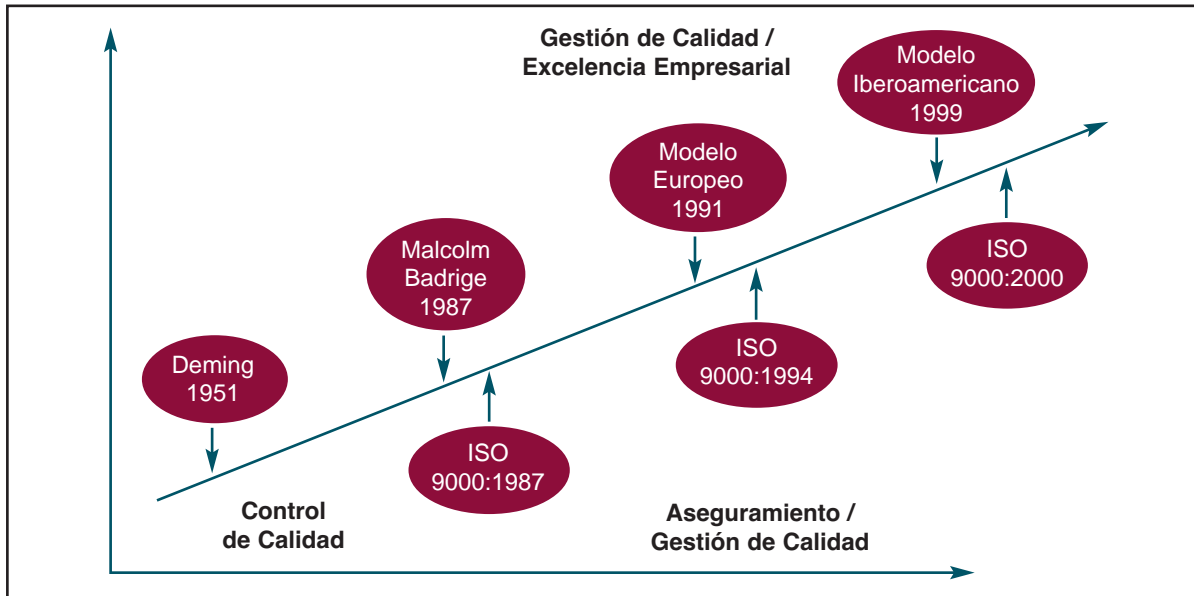 Gestión de Calidad /
Excelencia Empresarial
Modelo
Iberoamericano
1999
Modelo
Europeo
1991
Malcolm
Badrige
1987
ISO
9000:2000
Deming
1951
ISO
9000:1994
ISO
9000:1987
Control
de Calidad
Aseguramiento /
Gestión de Calidad